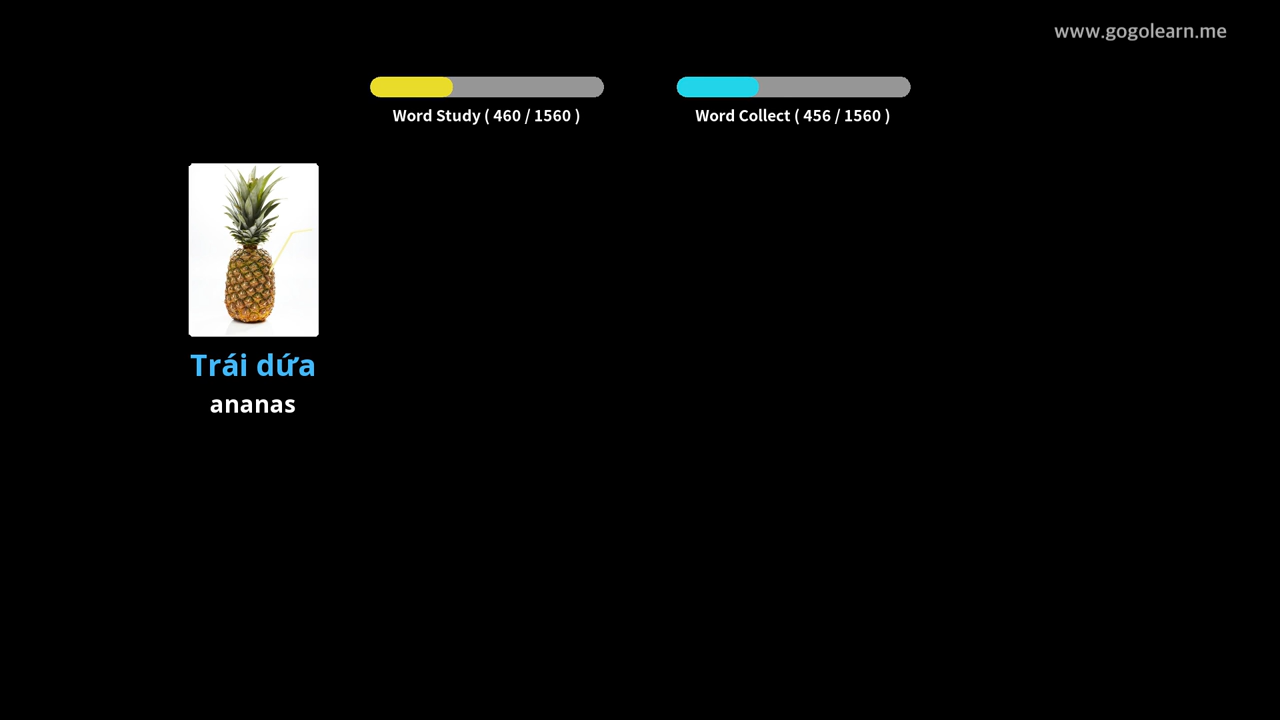 www.gogolearn.me
Word Study ( 460 / 1560 )
Word Collect ( 456 / 1560 )
Trái dứa
ananas